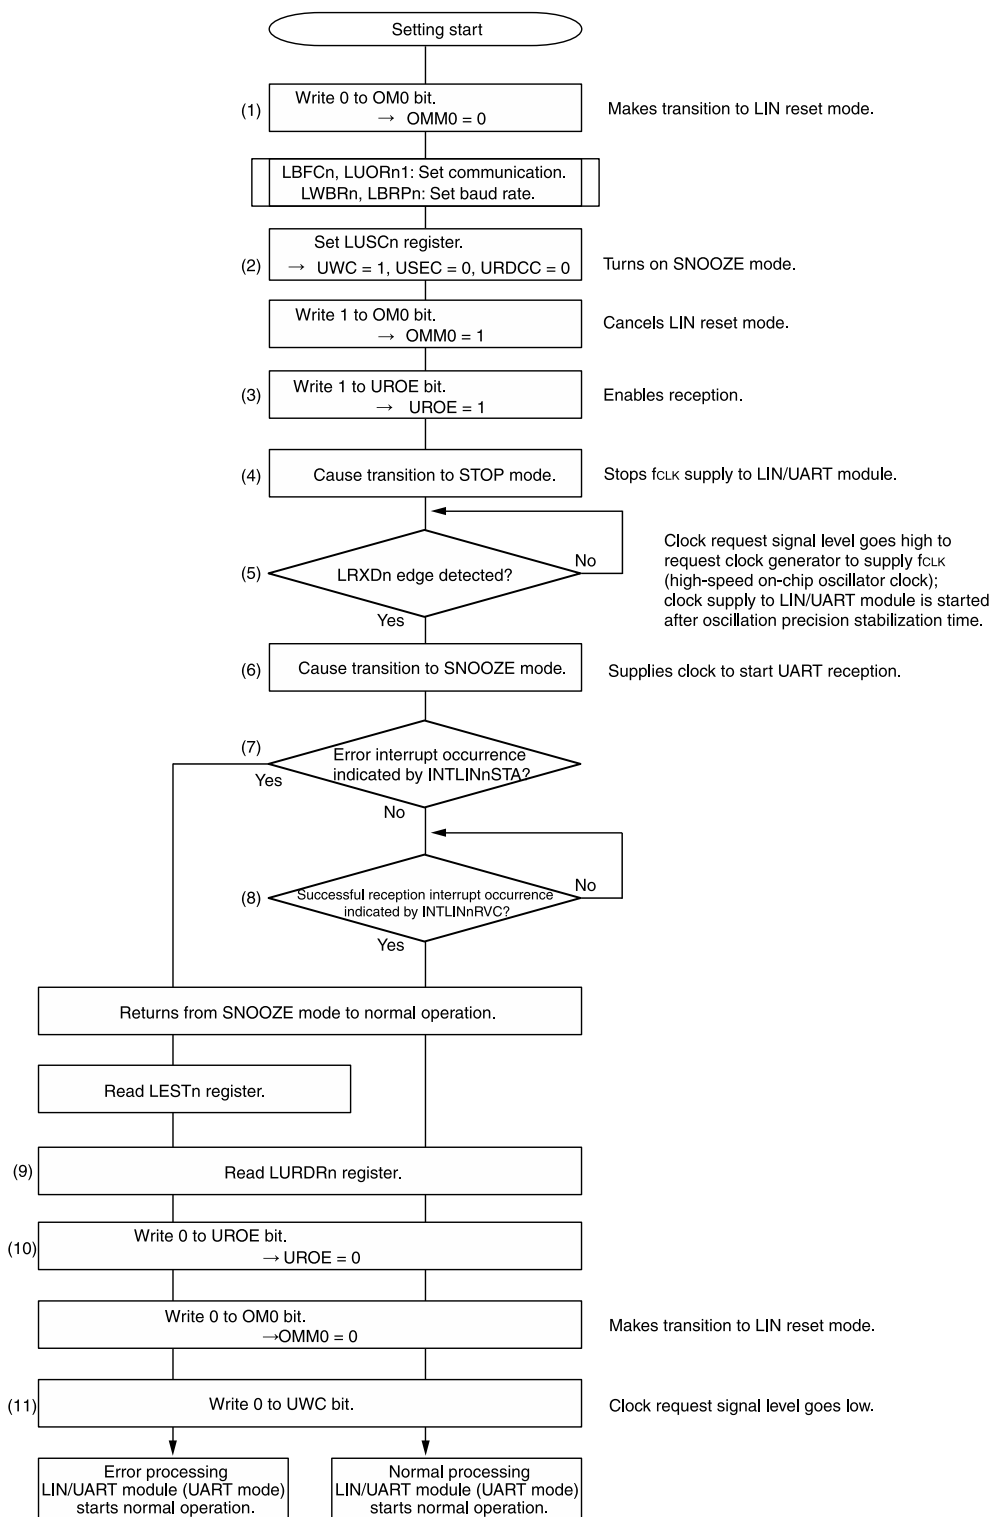 Setting start
(1)
Write 0 to OM0 bit.
→ OMM0 = 0
Makes transition to LIN reset mode.
LBFCn, LUORn1: Set communication.
LWBRn, LBRPn: Set baud rate.
(2)
Set LUSCn register.
→ UWC = 1, USEC = 0, URDCC = 0
Turns on SNOOZE mode.
Write 1 to OM0 bit.
→ OMM0 = 1
Cancels LIN reset mode.
(3)
Write 1 to UROE bit.
→ UROE = 1
Enables reception.
(4)
Cause transition to STOP mode.
Stops fCLK supply to LIN/UART module.
(5)
LRXDn edge detected?
No
Yes
Clock request signal level goes high to
request clock generator to supply fCLK
(high-speed on-chip oscillator clock);
clock supply to LIN/UART module is started
after oscillation precision stabilization time.
(6)
Cause transition to SNOOZE mode.
Supplies clock to start UART reception.
(7)
Error interrupt occurrence
indicated by INTLINnSTA?
Yes
No
(8)
Successful reception interrupt occurrence
indicated by INTLINnRVC?
No
Yes
Returns from SNOOZE mode to normal operation.
Read LESTn register.
(9)
Read LURDRn register.
(10)
Write 0 to UROE bit.
→ UROE = 0
Write 0 to OM0 bit.
→OMM0 = 0
Makes transition to LIN reset mode.
(11)
Write 0 to UWC bit.
Clock request signal level goes low.
Error processing
LIN/UART module (UART mode)
starts normal operation.
Normal processing
LIN/UART module (UART mode)
starts normal operation.